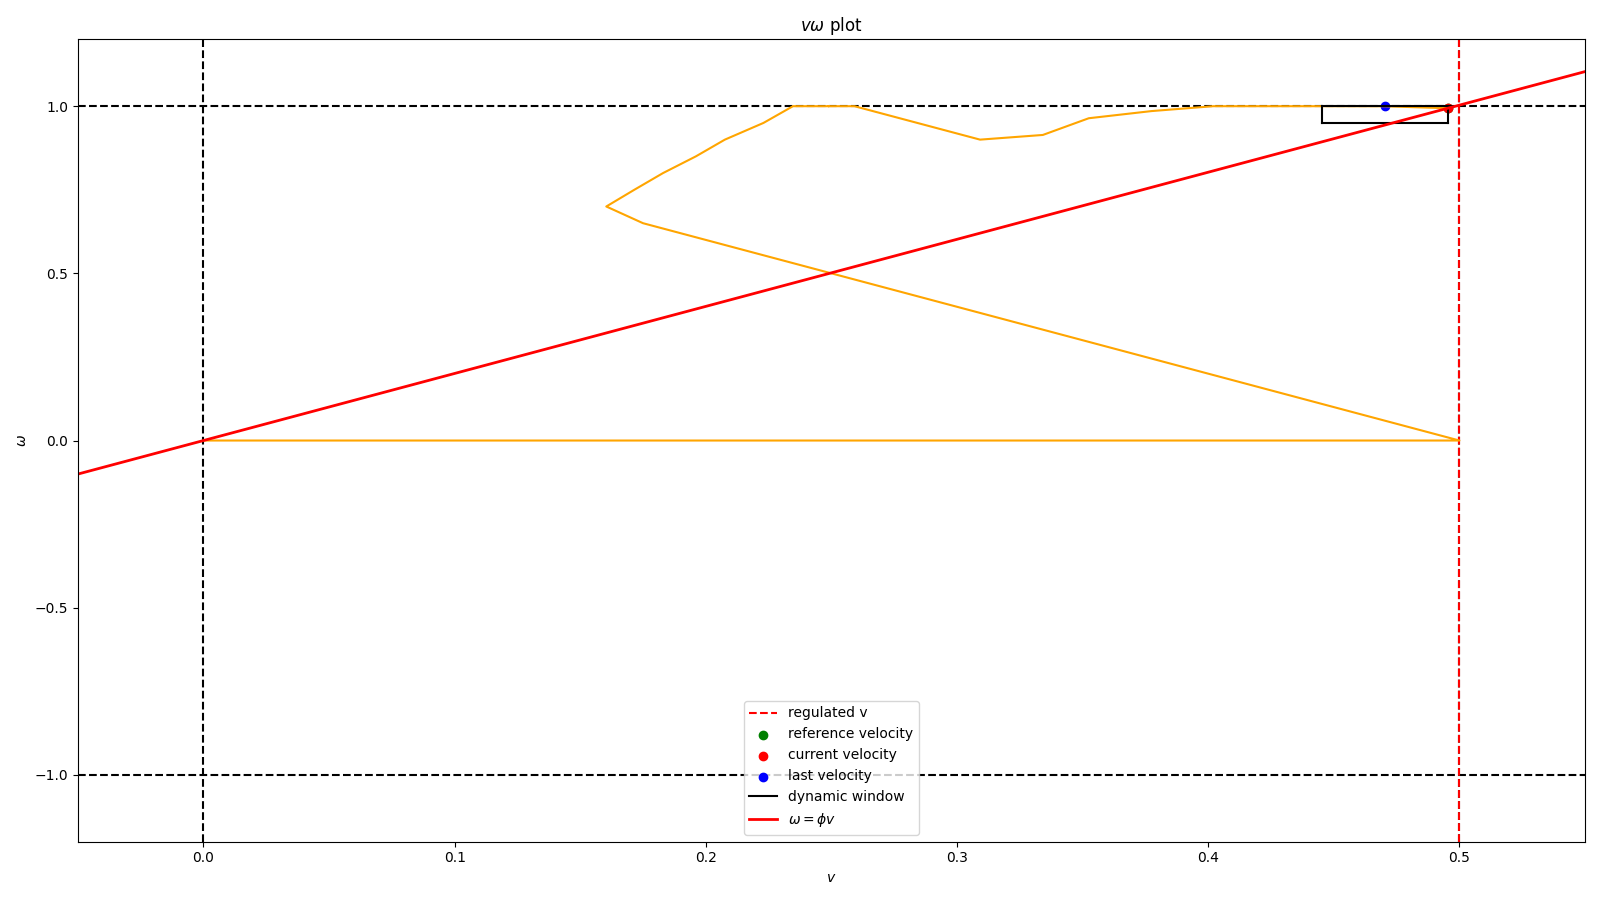 vω plot
1.0
0.5
0.0
−0.5
−1.0
ω
regulated v
reference velocity
current velocity
last velocity
dynamic window
ω = ϕv
0.0 0.1 0.2 0.3 0.4 0.5
v